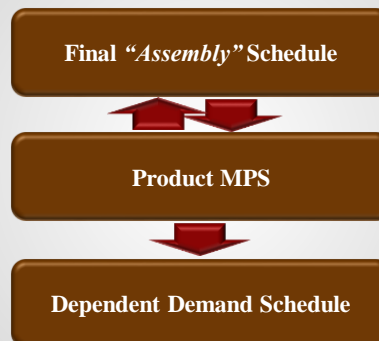 Final “Assembly” Schedule
Product MPS
Dependent Demand Schedule